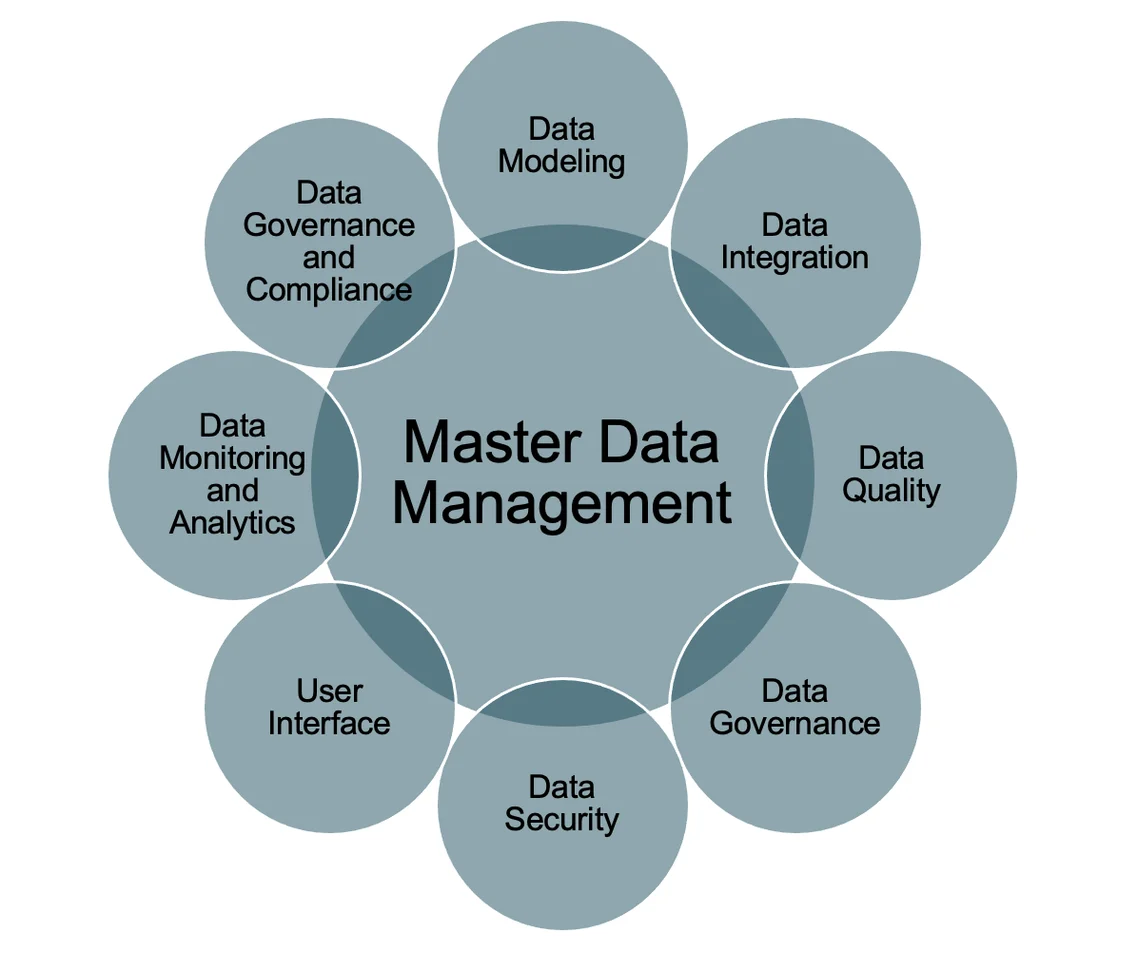 Data
Modeling
Data
Integration
Data
Quality
Data
Governance
Data
Security
User
Interface
Data
Monitoring
and
Analytics
Data
Governance
and
Compliance
Master Data
Management